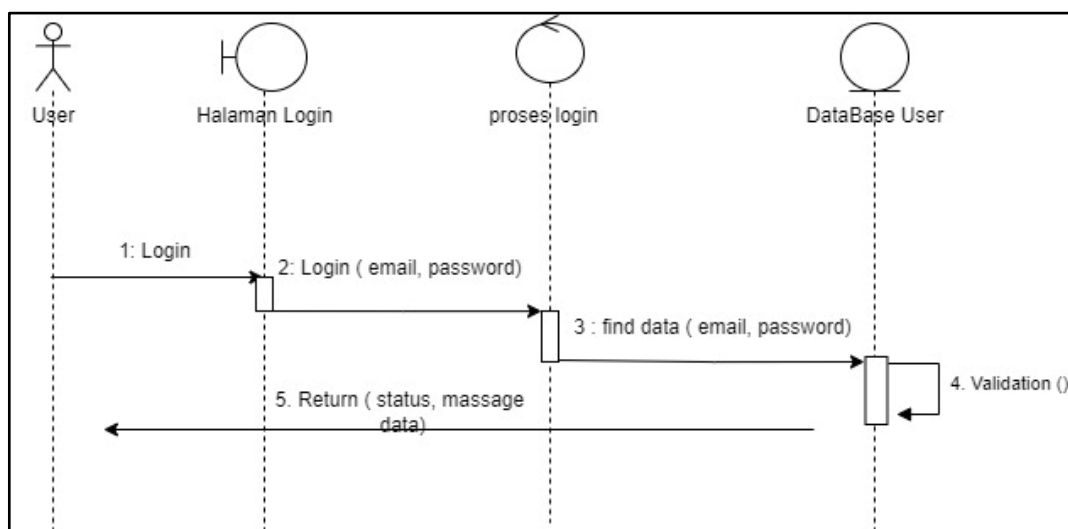 User
Halaman Login
proses login
DataBase User
1: Login
2: Login ( email, password)
3 : find data ( email, password)
4. Validation ()
5. Return ( status, massage
data)